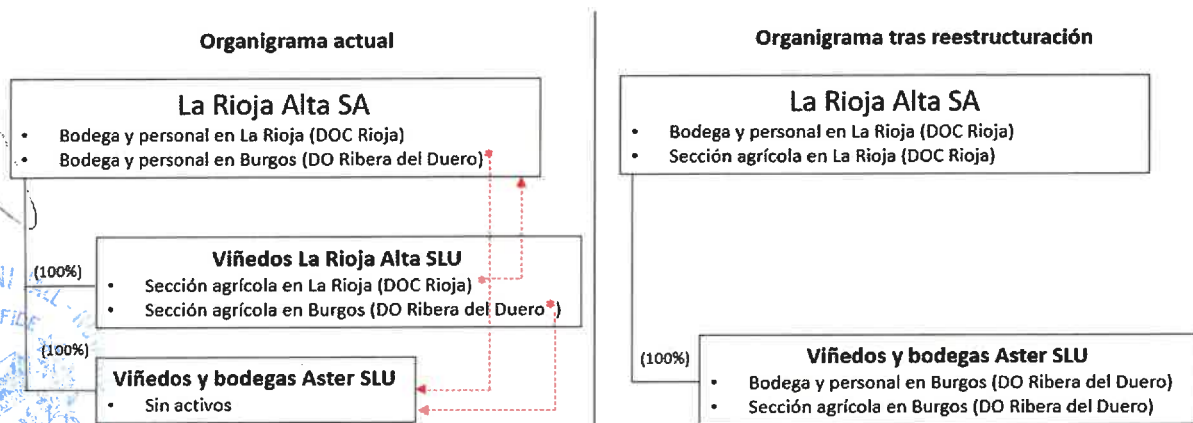 Organigrama actual
La Rioja Alta SA
• Bodega y personal en La Rioja (DOC Rioja)
• Bodega y personal en Burgos (DO Ribera del Duero)*
(100%)
Viñedos La Rioja Alta SLU
• Sección agrícola en La Rioja (DOC Rioja)*
• Sección agrícola en Burgos (DO Ribera del Duero*)
(100%)
Viñedos y bodegas Aster SLU
• Sin activos
Organigrama tras reestructuración
La Rioja Alta SA
• Bodega y personal en La Rioja (DOC Rioja)
• Sección agrícola en La Rioja (DOC Rioja)
(100%)
Viñedos y bodegas Aster SLU
• Bodega y personal en Burgos (DO Ribera del Duero)
• Sección agrícola en Burgos (DO Ribera del Duero)